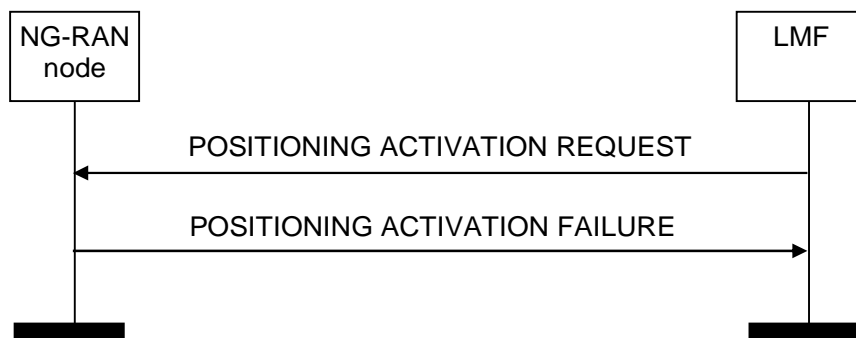 NG-RAN
node
LMF
POSITIONING ACTIVATION REQUEST
POSITIONING ACTIVATION FAILURE